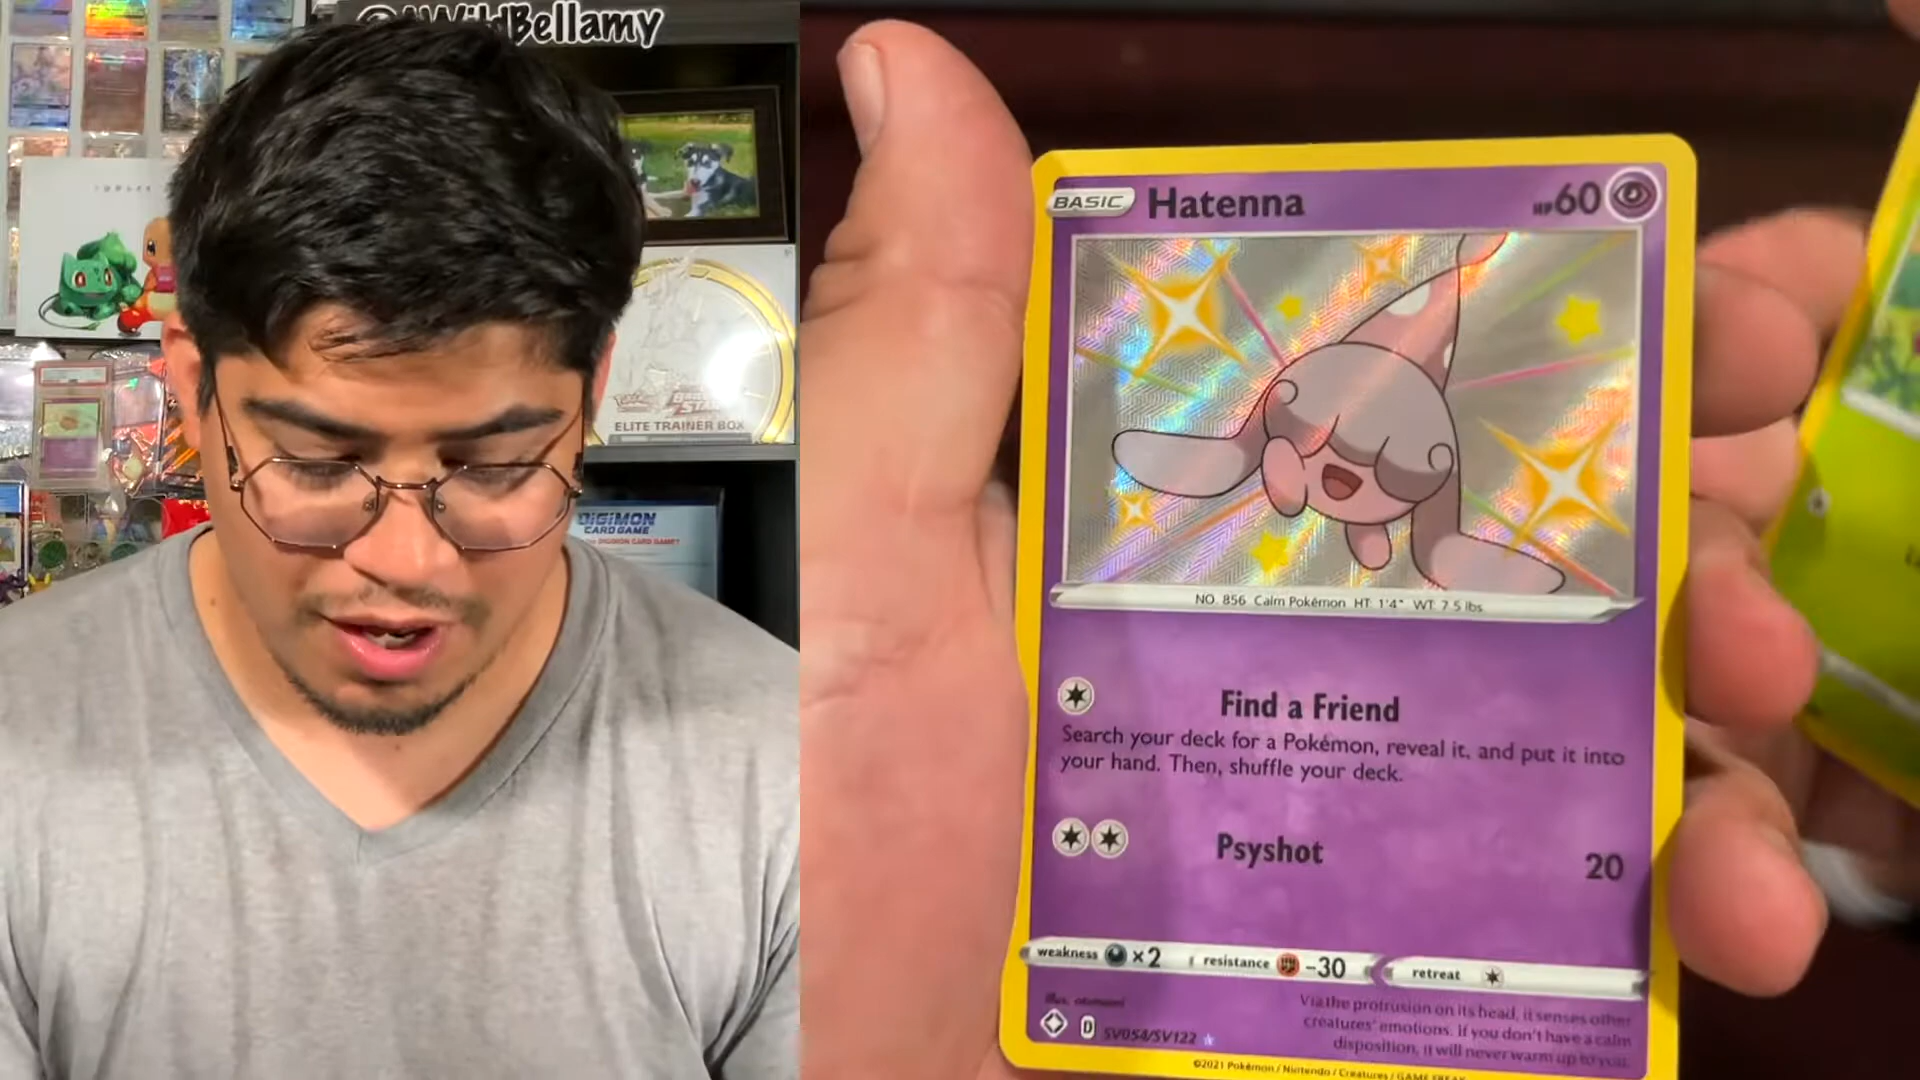 Bellamy
ELITE TRAINER BOX
DIGIMON
CARD GAME
BASIC Hatenna HP60
NO. 856 Calm Pokémon HT: 1'4" WT: 7.5 lbs.
Find a Friend
Search your deck for a Pokémon, reveal it, and put it into
your hand. Then, shuffle your deck.
Psyshot 20
weakness ×2 resistance -30 retreat
D SV054/SV122
Via the protrusion on its head, it senses other
creatures' emotions. If you don't have a calm
disposition, it will never warm up to you.
©2021 Pokémon / Nintendo / Creatures / GAME FREAK